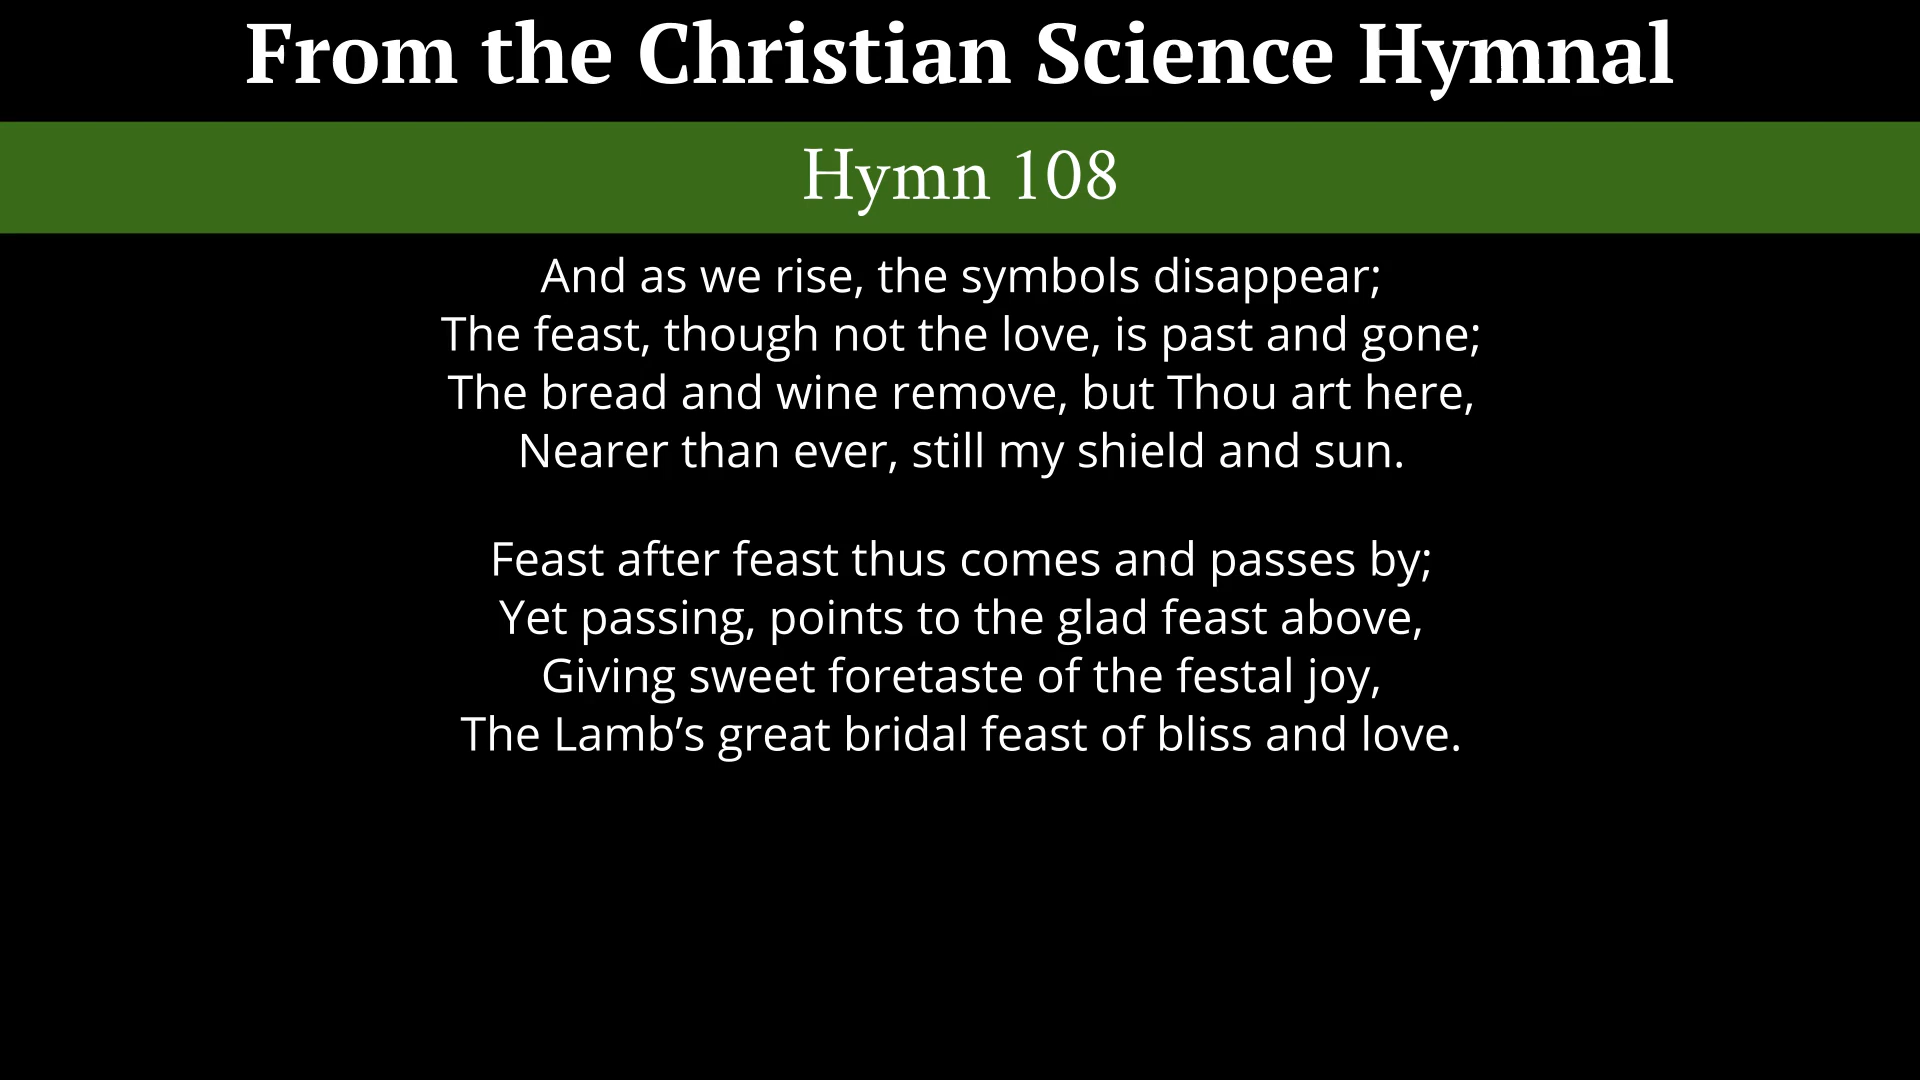 From the Christian Science Hymnal
Hymn 108
And as we rise, the symbols disappear;
The feast, though not the love, is past and gone;
The bread and wine remove, but Thou art here,
Nearer than ever, still my shield and sun.
Feast after feast thus comes and passes by;
Yet passing, points to the glad feast above,
Giving sweet foretaste of the festal joy,
The Lamb’s great bridal feast of bliss and love.